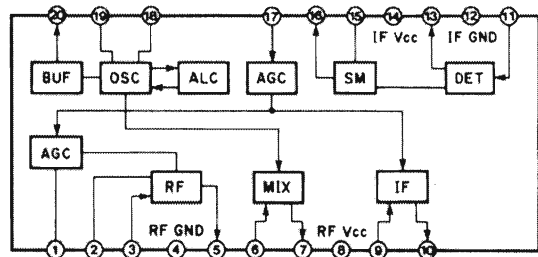 20 19 18 17 16 15 14 13 12 11
IF Vcc IF GND
BUF OSC ALC AGC SM DET
AGC
RF MIX IF
RF GND RF Vcc
1 2 3 4 5 6 7 8 9 10